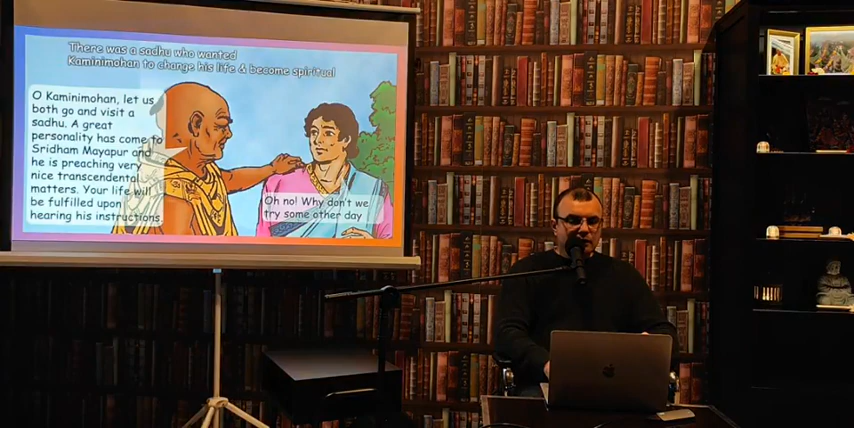 There was a sadhu who wanted
Kaminimohan to change his life & become spiritual
O Kaminimohan, let us
both go and visit a
sadhu. A great
personality has come to
Sridham Mayapur and
he is preaching very
nice transcendental
matters. Your life will
be fulfilled upon
hearing his instructions.
Oh no! Why don't we
try some other day